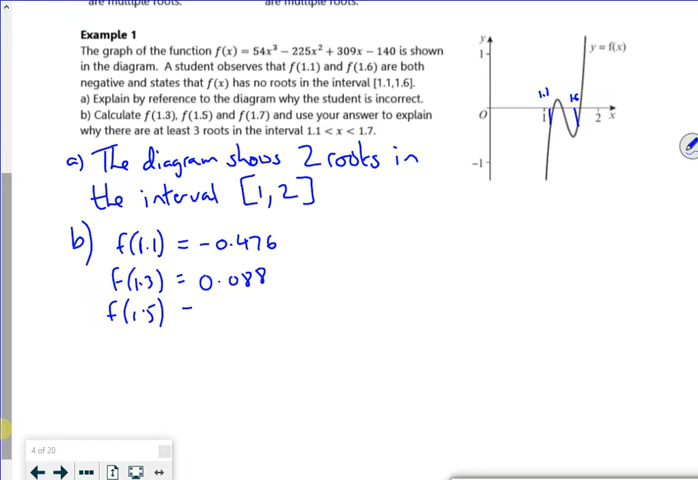 are multiple roots. are multiple roots.
Example 1
The graph of the function f(x) = 54x³ − 225x² + 309x − 140 is shown
in the diagram. A student observes that f(1.1) and f(1.6) are both
negative and states that f(x) has no roots in the interval [1.1,1.6].
a) Explain by reference to the diagram why the student is incorrect.
b) Calculate f(1.3), f(1.5) and f(1.7) and use your answer to explain
why there are at least 3 roots in the interval 1.1 < x < 1.7.
y
1
y = f(x)
1.1
1.6
O
1
2
x
−1
a) The diagram shows 2 roots in
the interval [1,2]
b) f(1.1) = -0.476
f(1.3) = 0.088
f(1.5) =
4 of 20